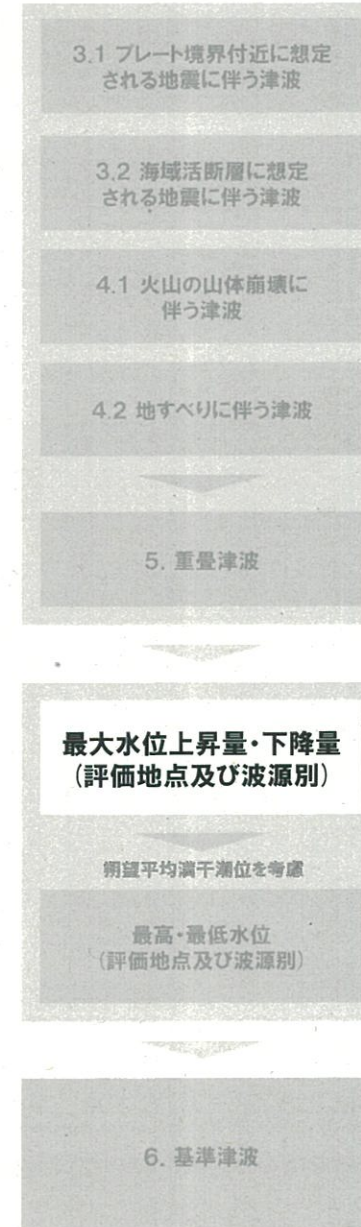 3.1 プレート境界付近に想定
される地震に伴う津波
3.2 海域活断層に想定
される地震に伴う津波
4.1 火山の山体崩壊に
伴う津波
4.2 地すべりに伴う津波
5. 重畳津波
最大水位上昇量・下降量
(評価地点及び波源別)
朔望平均満干潮位を考慮
最高・最低水位
(評価地点及び波源別)
6. 基準津波